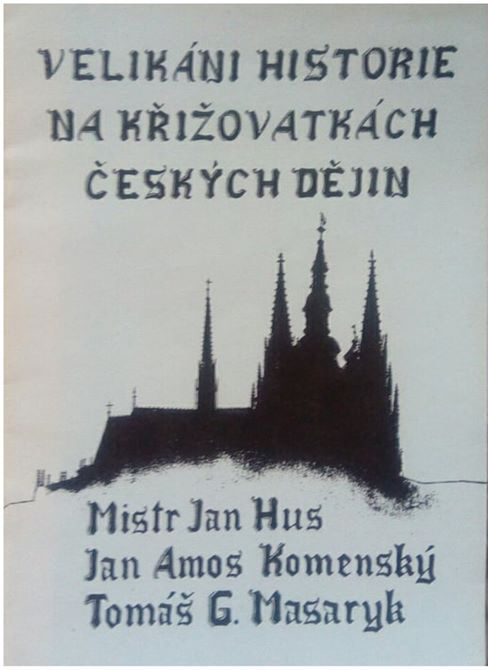 VELIKÁNI HISTORIE
NA KŘIŽOVATKÁCH
ČESKÝCH DĚJIN
Mistr Jan Hus
Jan Amos Komenský
Tomáš G. Masaryk